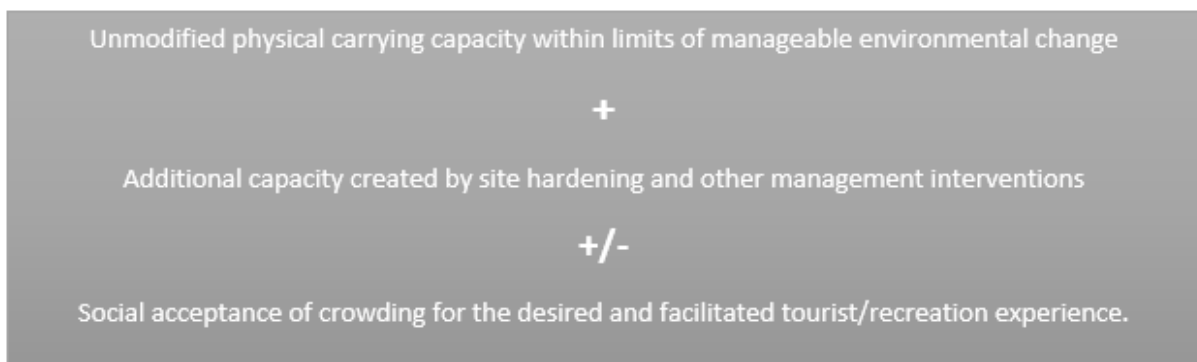 Unmodified physical carrying capacity within limits of manageable environmental change
+
Additional capacity created by site hardening and other management interventions
+/-
Social acceptance of crowding for the desired and facilitated tourist/recreation experience.